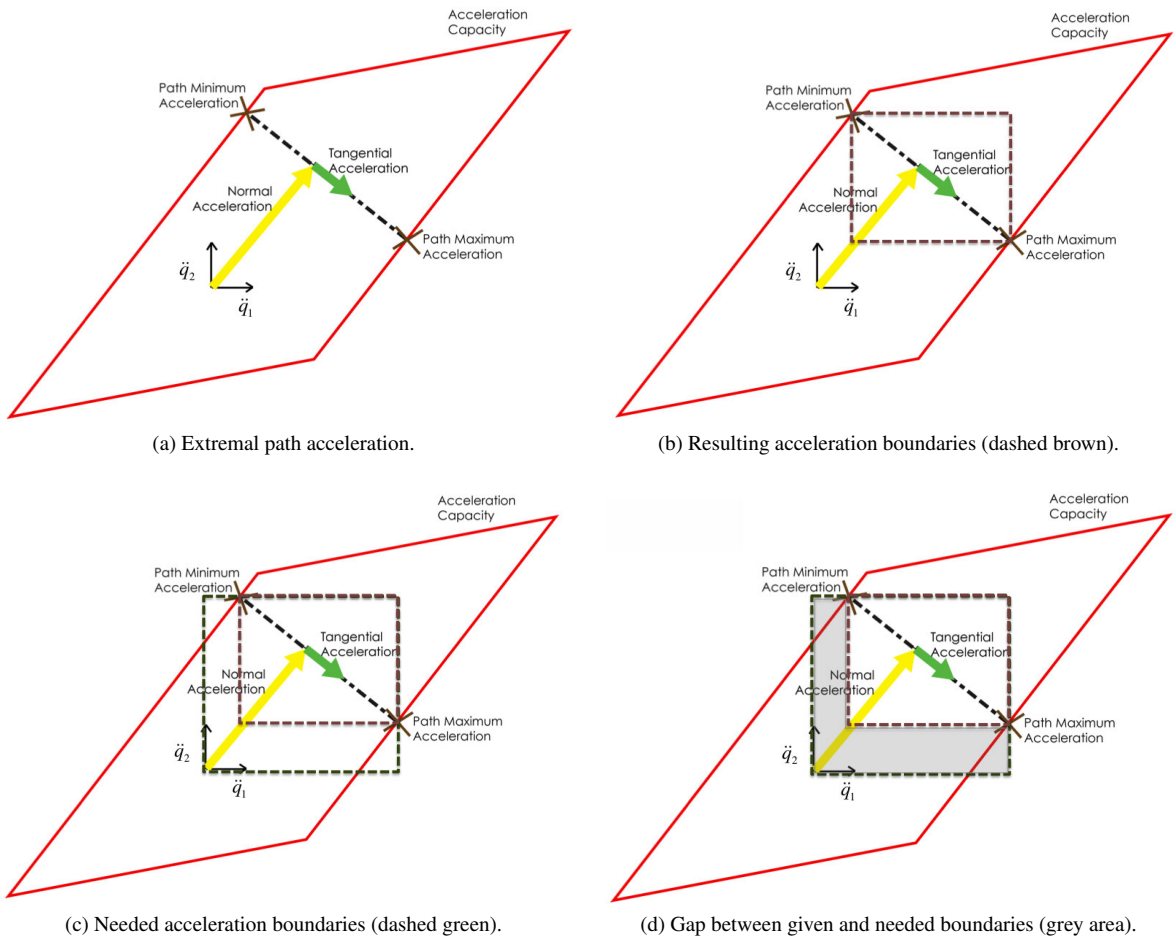 Acceleration
Capacity
Path Minimum
Acceleration
Tangential
Acceleration
Normal
Acceleration
Path Maximum
Acceleration
q̈₂
q̈₁
(a) Extremal path acceleration.
Acceleration
Capacity
Path Minimum
Acceleration
Tangential
Acceleration
Normal
Acceleration
Path Maximum
Acceleration
q̈₂
q̈₁
(b) Resulting acceleration boundaries (dashed brown).
Acceleration
Capacity
Path Minimum
Acceleration
Tangential
Acceleration
Normal
Acceleration
Path Maximum
Acceleration
q̈₂
q̈₁
(c) Needed acceleration boundaries (dashed green).
Acceleration
Capacity
Path Minimum
Acceleration
Tangential
Acceleration
Normal
Acceleration
Path Maximum
Acceleration
q̈₂
q̈₁
(d) Gap between given and needed boundaries (grey area).